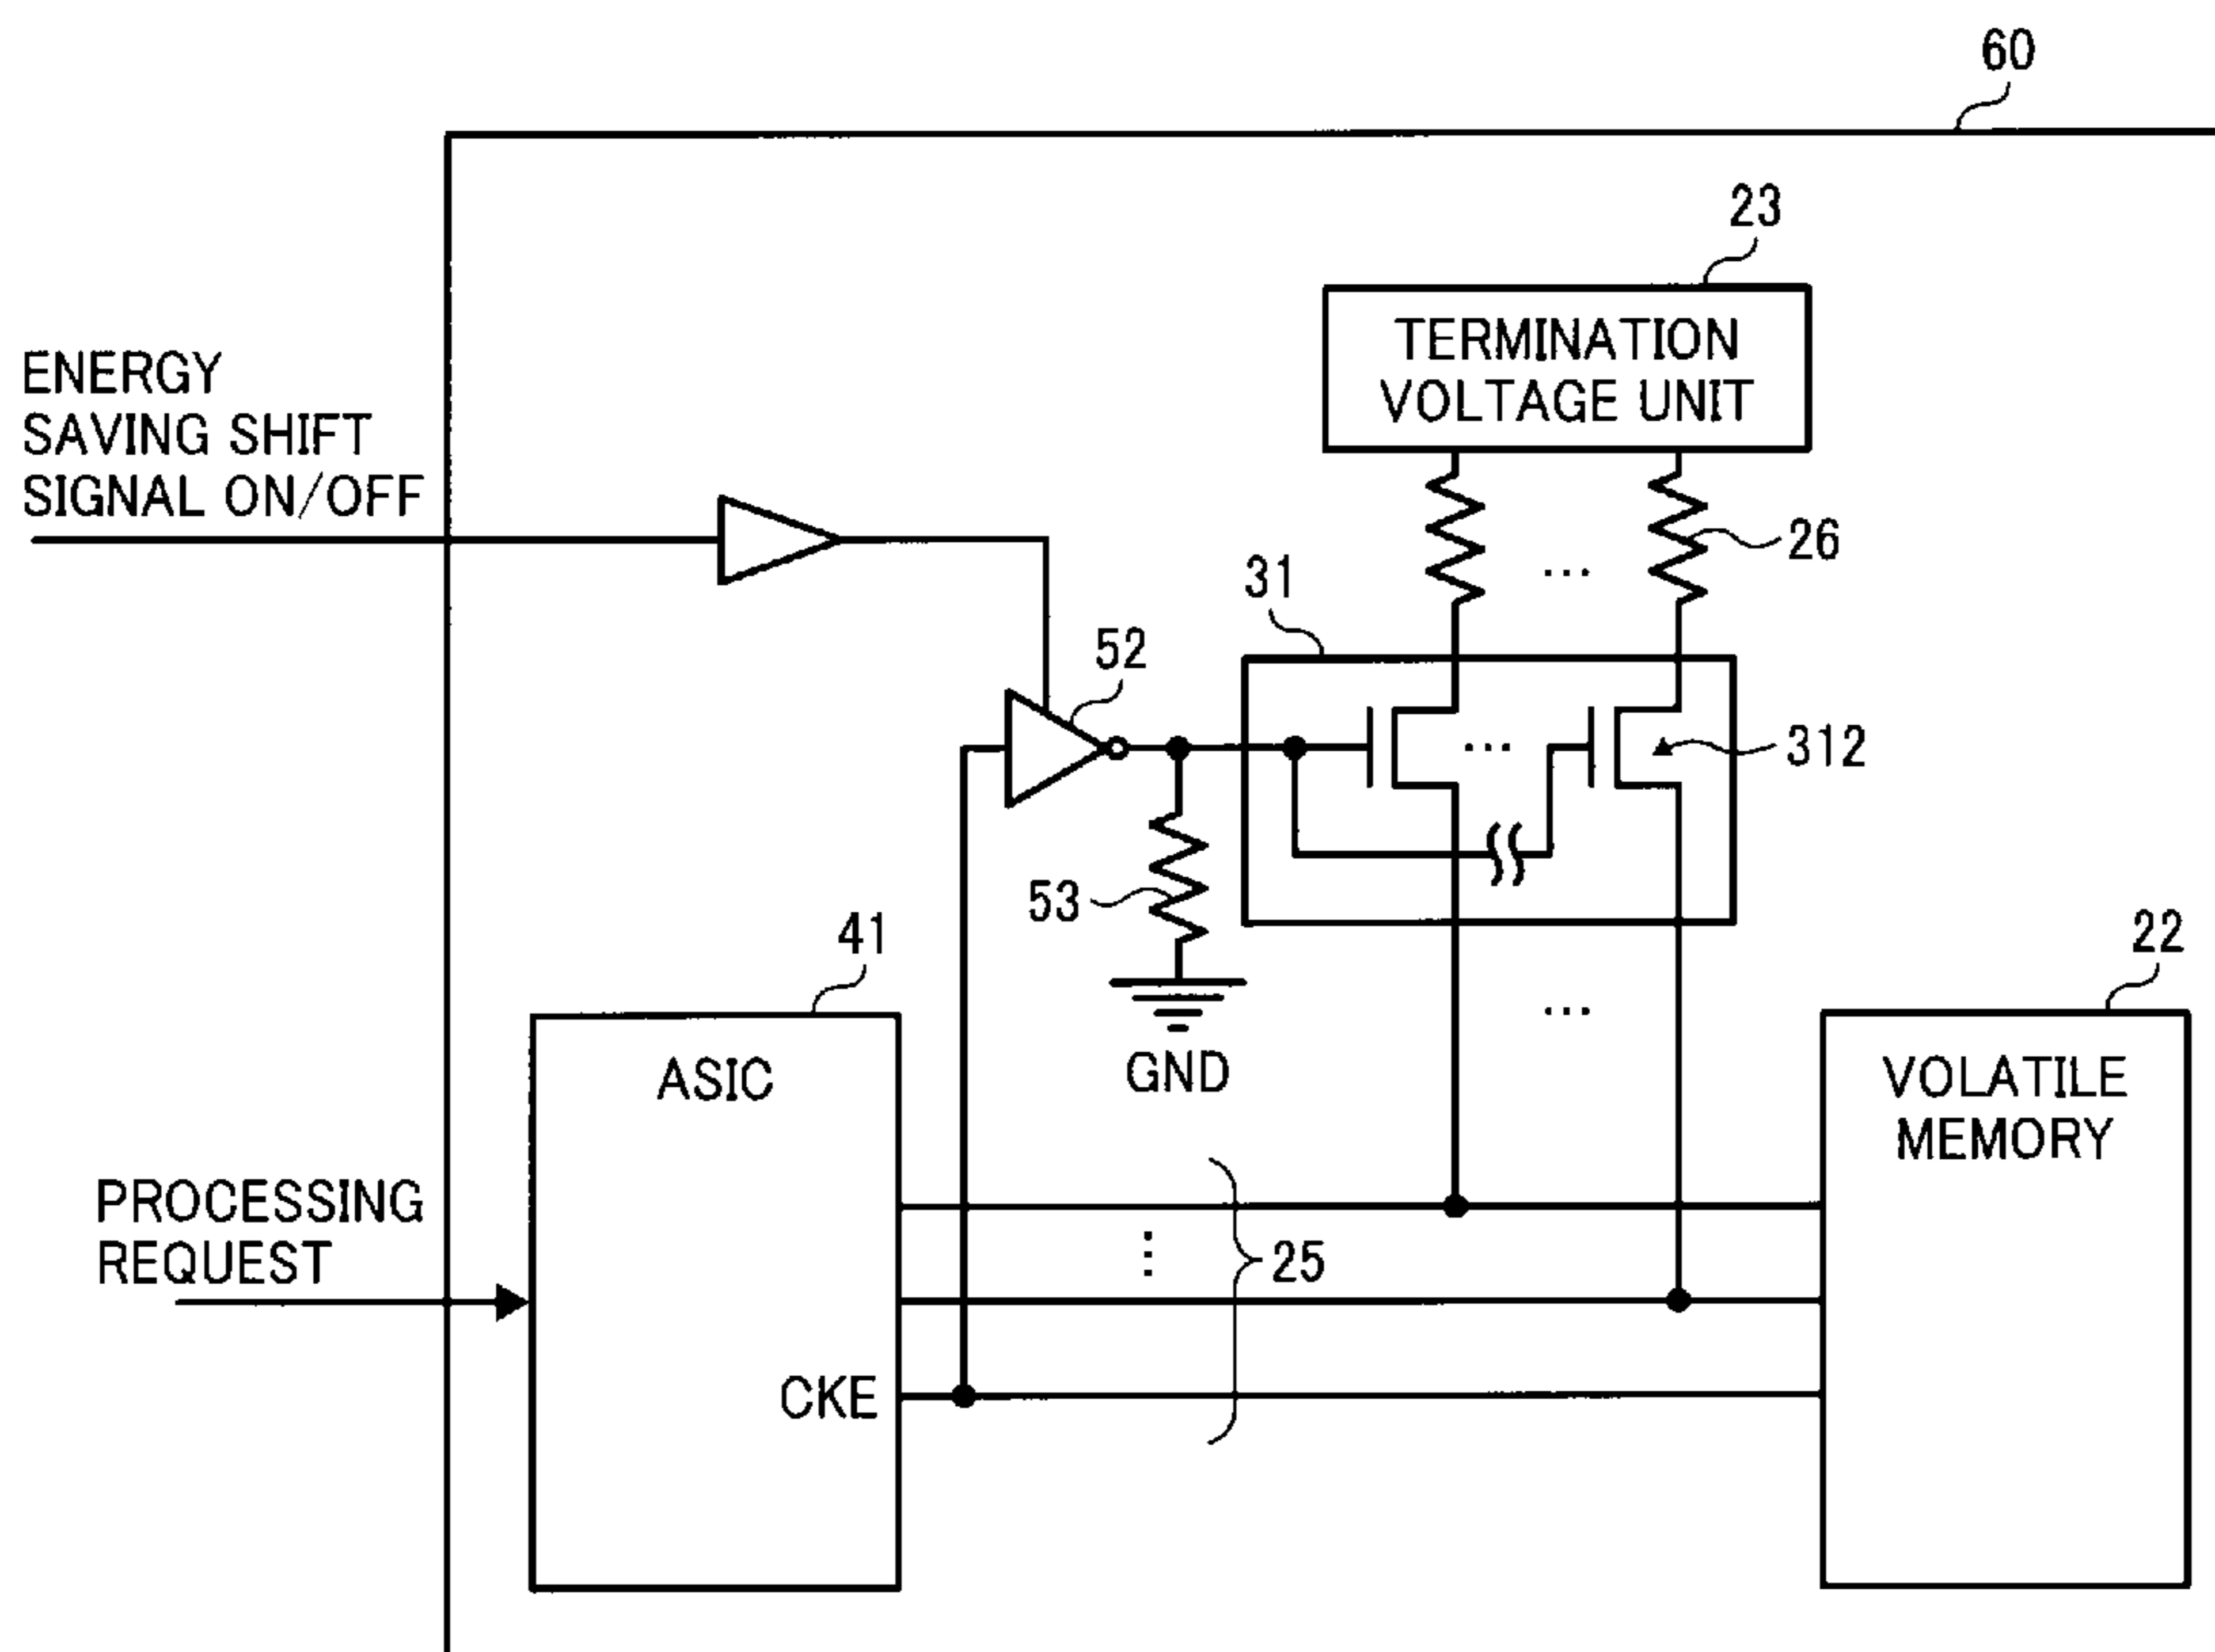 60
23
TERMINATION
VOLTAGE UNIT
ENERGY
SAVING SHIFT
SIGNAL ON/OFF
26
...
31
52
312
...
53
41
22
...
ASIC
GND
VOLATILE
MEMORY
PROCESSING
REQUEST
25
CKE